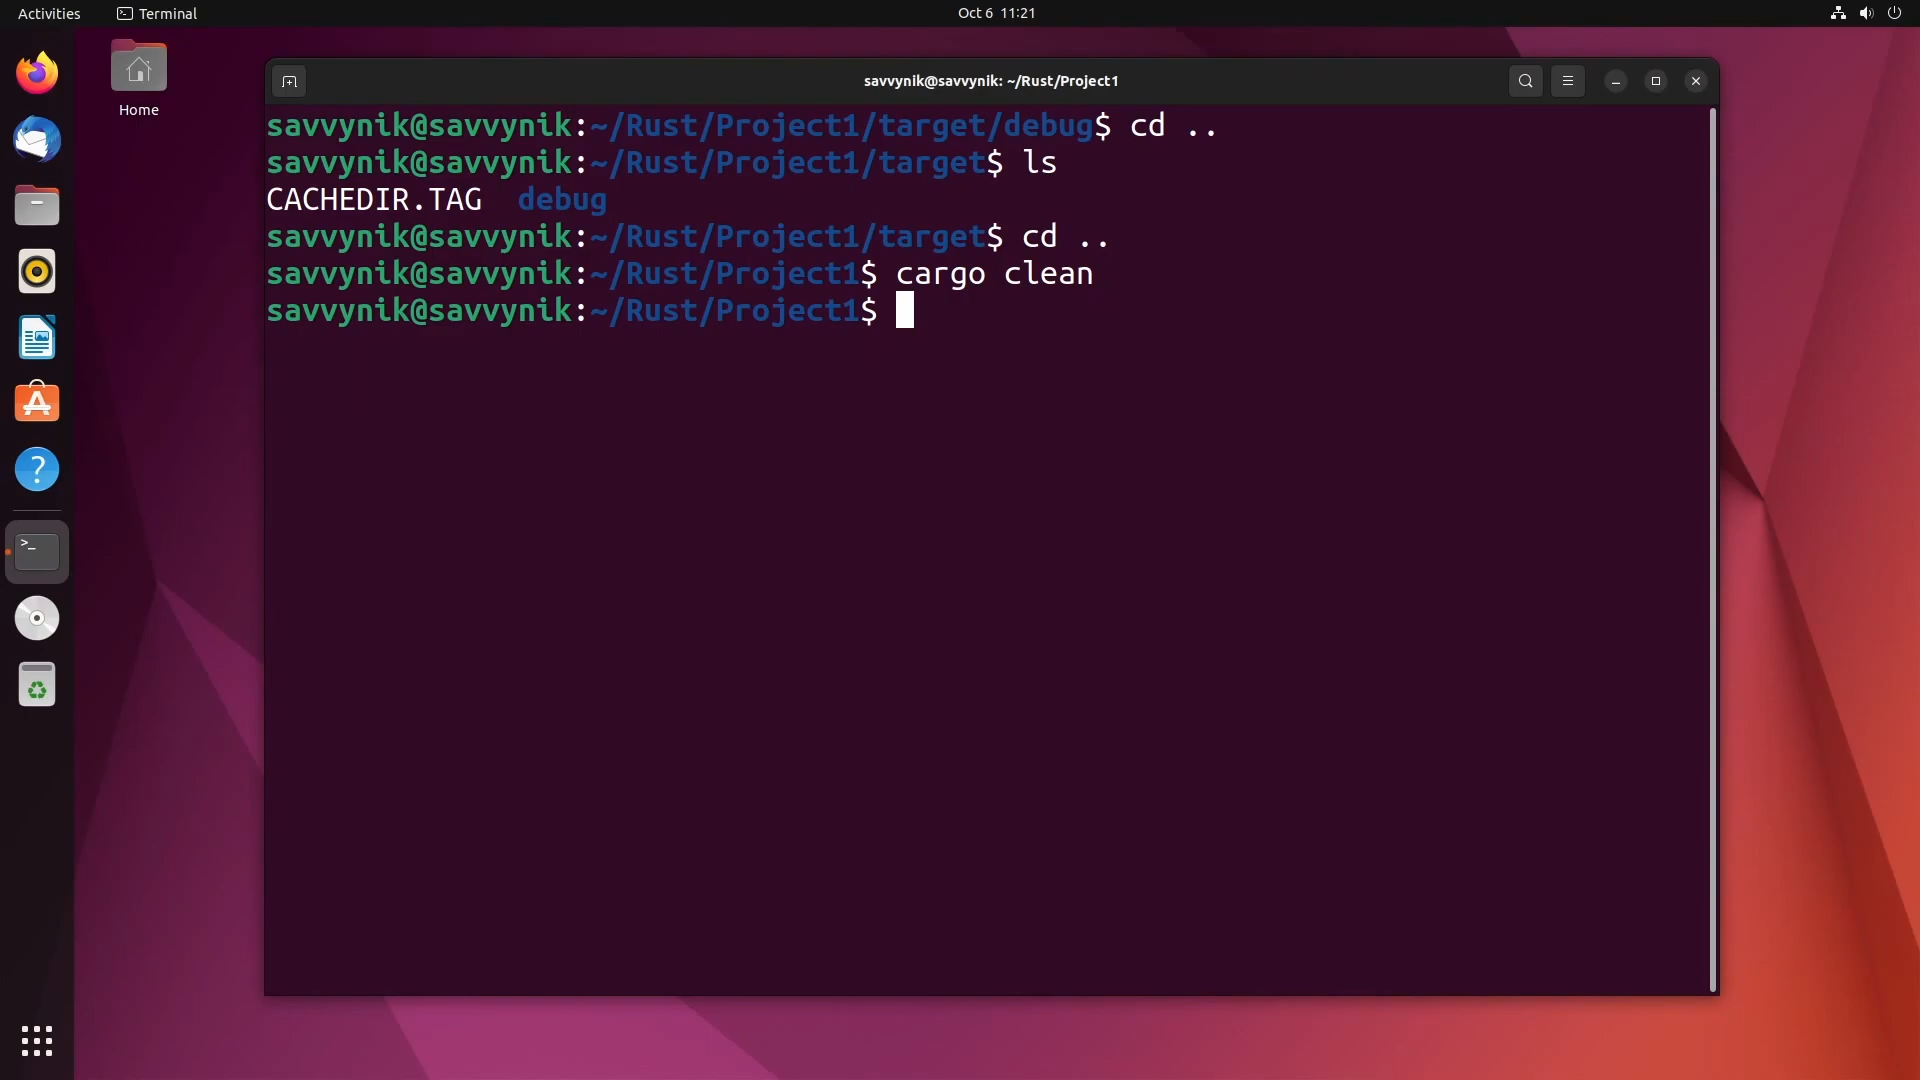 Activities
Terminal
Oct 6 11:21
Home
savvynik@savvynik: ~/Rust/Project1
savvynik@savvynik:~/Rust/Project1/target/debug$ cd ..
savvynik@savvynik:~/Rust/Project1/target$ ls
CACHEDIR.TAG debug
savvynik@savvynik:~/Rust/Project1/target$ cd ..
savvynik@savvynik:~/Rust/Project1$ cargo clean
savvynik@savvynik:~/Rust/Project1$